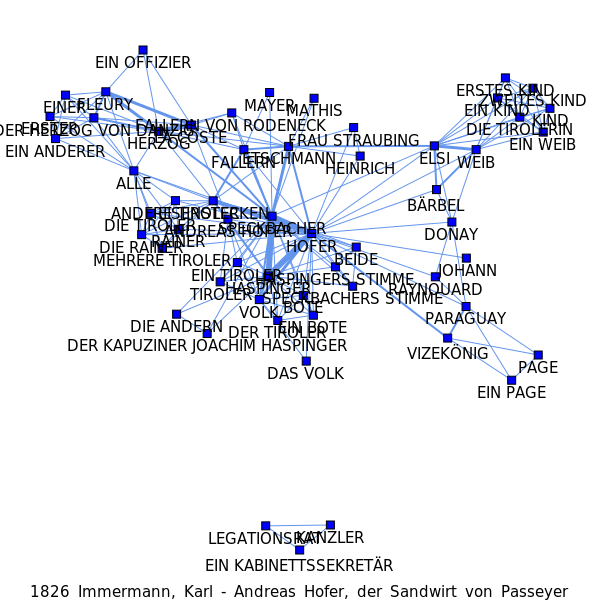 EIN OFFIZIER
ERSTES KIND
ZWEITES KIND
EINER
FLEURY
MAYER
MATHIS
EIN KIND
KIND
DER HERZOG VON DANZIG
ERSTER
FALLERN VON RODENECK
LACOSTE
HERZOG
FRAU STRAUBING
DIE TIROLERIN
EIN WEIB
EIN ANDERER
FALLERN
ETSCHMANN
HEINRICH
ELSI
WEIB
ALLE
BÄRBEL
ANDERE TIROLER
DIE TIROLER
ANDREAS HOFER
SPECKBACHER
DONAY
DIE RAINER
RAINER
HOFER
MEHRERE TIROLER
BEIDE
JOHANN
EIN TIROLER
HASPINGERS STIMME
RAYNOUARD
TIROLER
HASPINGER
SPECKBACHERS STIMME
VOLK
BOTE
PARAGUAY
DIE ANDERN
DER TIROLER
EIN BOTE
DER KAPUZINER JOACHIM HASPINGER
VIZEKÖNIG
DAS VOLK
PAGE
EIN PAGE
LEGATIONSRAT
KANZLER
EIN KABINETTSSEKRETÄR
1826 Immermann, Karl - Andreas Hofer, der Sandwirt von Passeyer